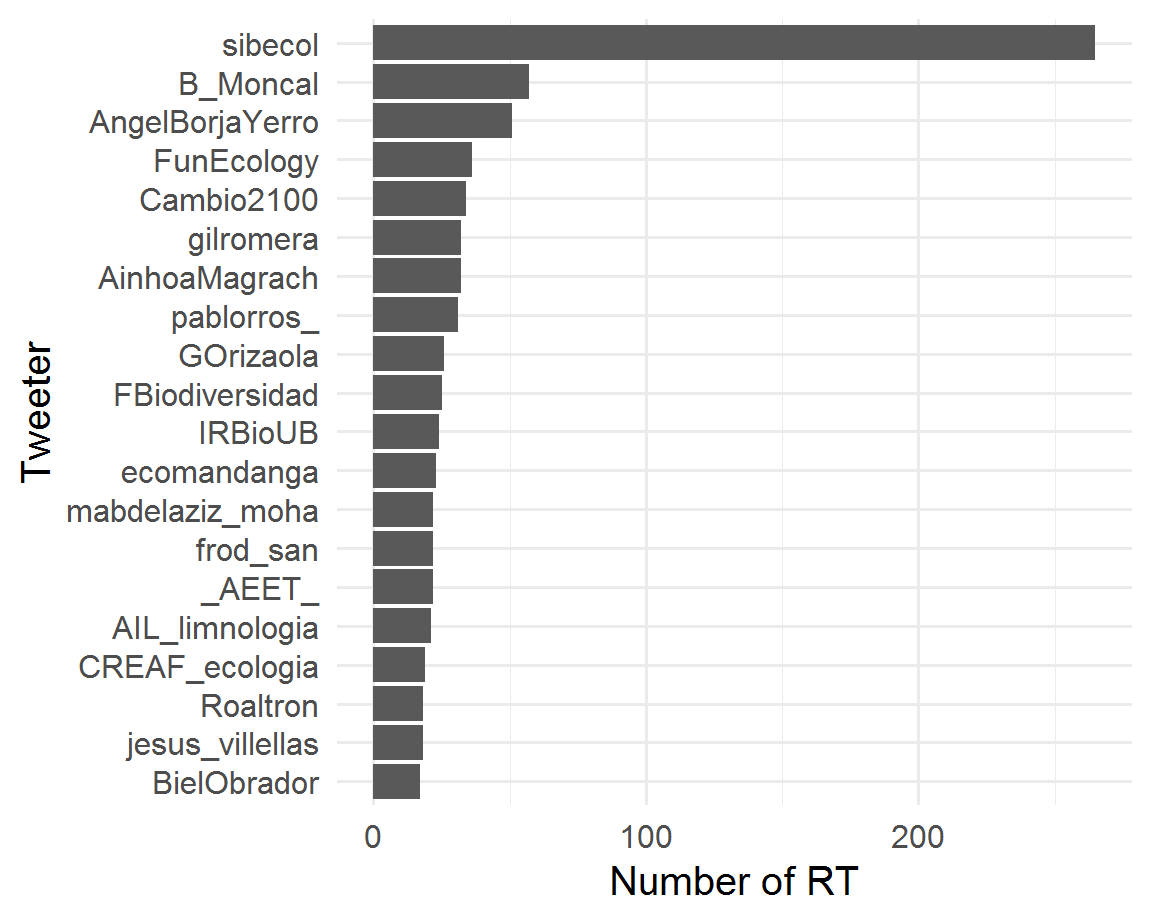 sibecol
B_Moncal
AngelBorjaYerro
FunEcology
Cambio2100
gilromera
AinhoaMagrach
pablorros_
GOrizaola
FBiodiversidad
IRBioUB
ecomandanga
mabdelaziz_moha
frod_san
_AEET_
AIL_limnologia
CREAF_ecologia
Roaltron
jesus_villellas
BielObrador
Tweeter
0 100 200
Number of RT